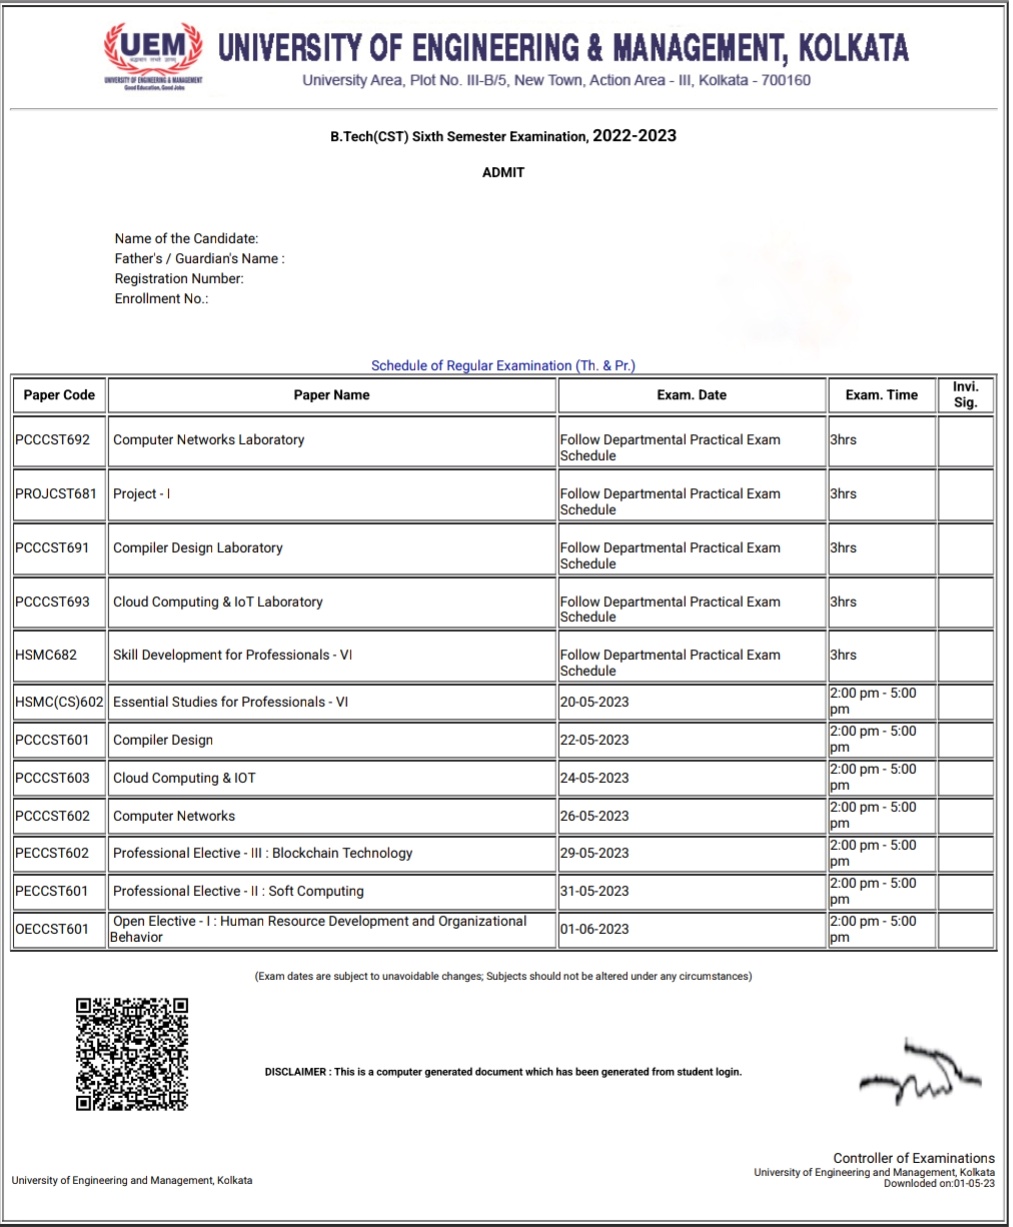 UEM
UNIVERSITY OF ENGINEERING & MANAGEMENT
Good Education, Good Jobs
UNIVERSITY OF ENGINEERING & MANAGEMENT, KOLKATA
University Area, Plot No. III-B/5, New Town, Action Area - III, Kolkata - 700160
B.Tech(CST) Sixth Semester Examination, 2022-2023
ADMIT
Name of the Candidate:
Father's / Guardian's Name :
Registration Number:
Enrollment No.:
Schedule of Regular Examination (Th. & Pr.)
Paper Code Paper Name Exam. Date Exam. Time Invi.
Sig.
PCCCST692 Computer Networks Laboratory Follow Departmental Practical Exam 3hrs
Schedule
PROJCST681 Project - I Follow Departmental Practical Exam 3hrs
Schedule
PCCCST691 Compiler Design Laboratory Follow Departmental Practical Exam 3hrs
Schedule
PCCCST693 Cloud Computing & IoT Laboratory Follow Departmental Practical Exam 3hrs
Schedule
HSMC682 Skill Development for Professionals - VI Follow Departmental Practical Exam 3hrs
Schedule
HSMC(CS)602 Essential Studies for Professionals - VI 20-05-2023 2:00 pm - 5:00
pm
PCCCST601 Compiler Design 22-05-2023 2:00 pm - 5:00
pm
PCCCST603 Cloud Computing & IOT 24-05-2023 2:00 pm - 5:00
pm
PCCCST602 Computer Networks 26-05-2023 2:00 pm - 5:00
pm
PECCST602 Professional Elective - III : Blockchain Technology 29-05-2023 2:00 pm - 5:00
pm
PECCST601 Professional Elective - II : Soft Computing 31-05-2023 2:00 pm - 5:00
pm
OECCST601 Open Elective - I : Human Resource Development and Organizational
Behavior 01-06-2023 2:00 pm - 5:00
pm
(Exam dates are subject to unavoidable changes; Subjects should not be altered under any circumstances)
DISCLAIMER : This is a computer generated document which has been generated from student login.
Controller of Examinations
University of Engineering and Management, Kolkata
Downloded on:01-05-23
University of Engineering and Management, Kolkata